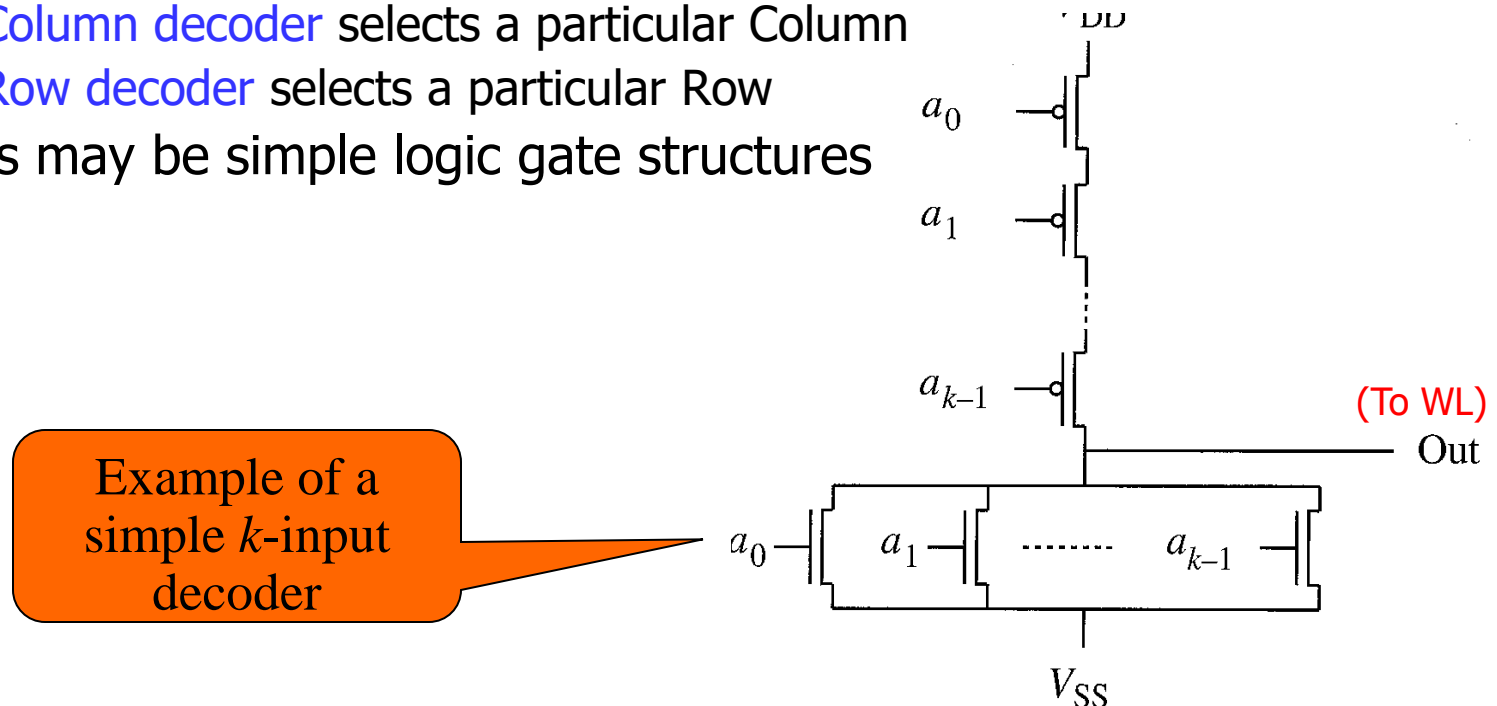 Column decoder selects a particular Column
Row decoder selects a particular Row
s may be simple logic gate structures
DD
a0
a1
ak–1
(To WL)
Out
Example of a
simple k-input
decoder
a0
a1
ak–1
VSS